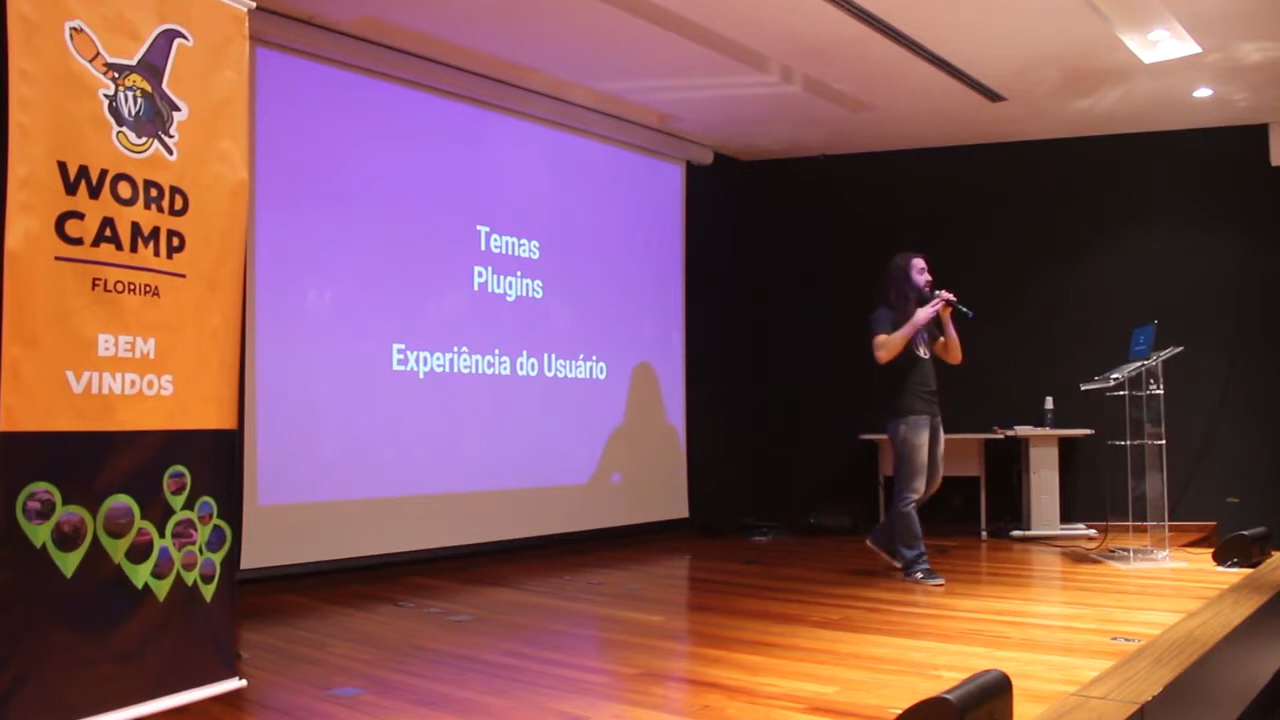 W
WORD
CAMP
FLORIPA
BEM
VINDOS
Temas
Plugins
Experiência do Usuário
W